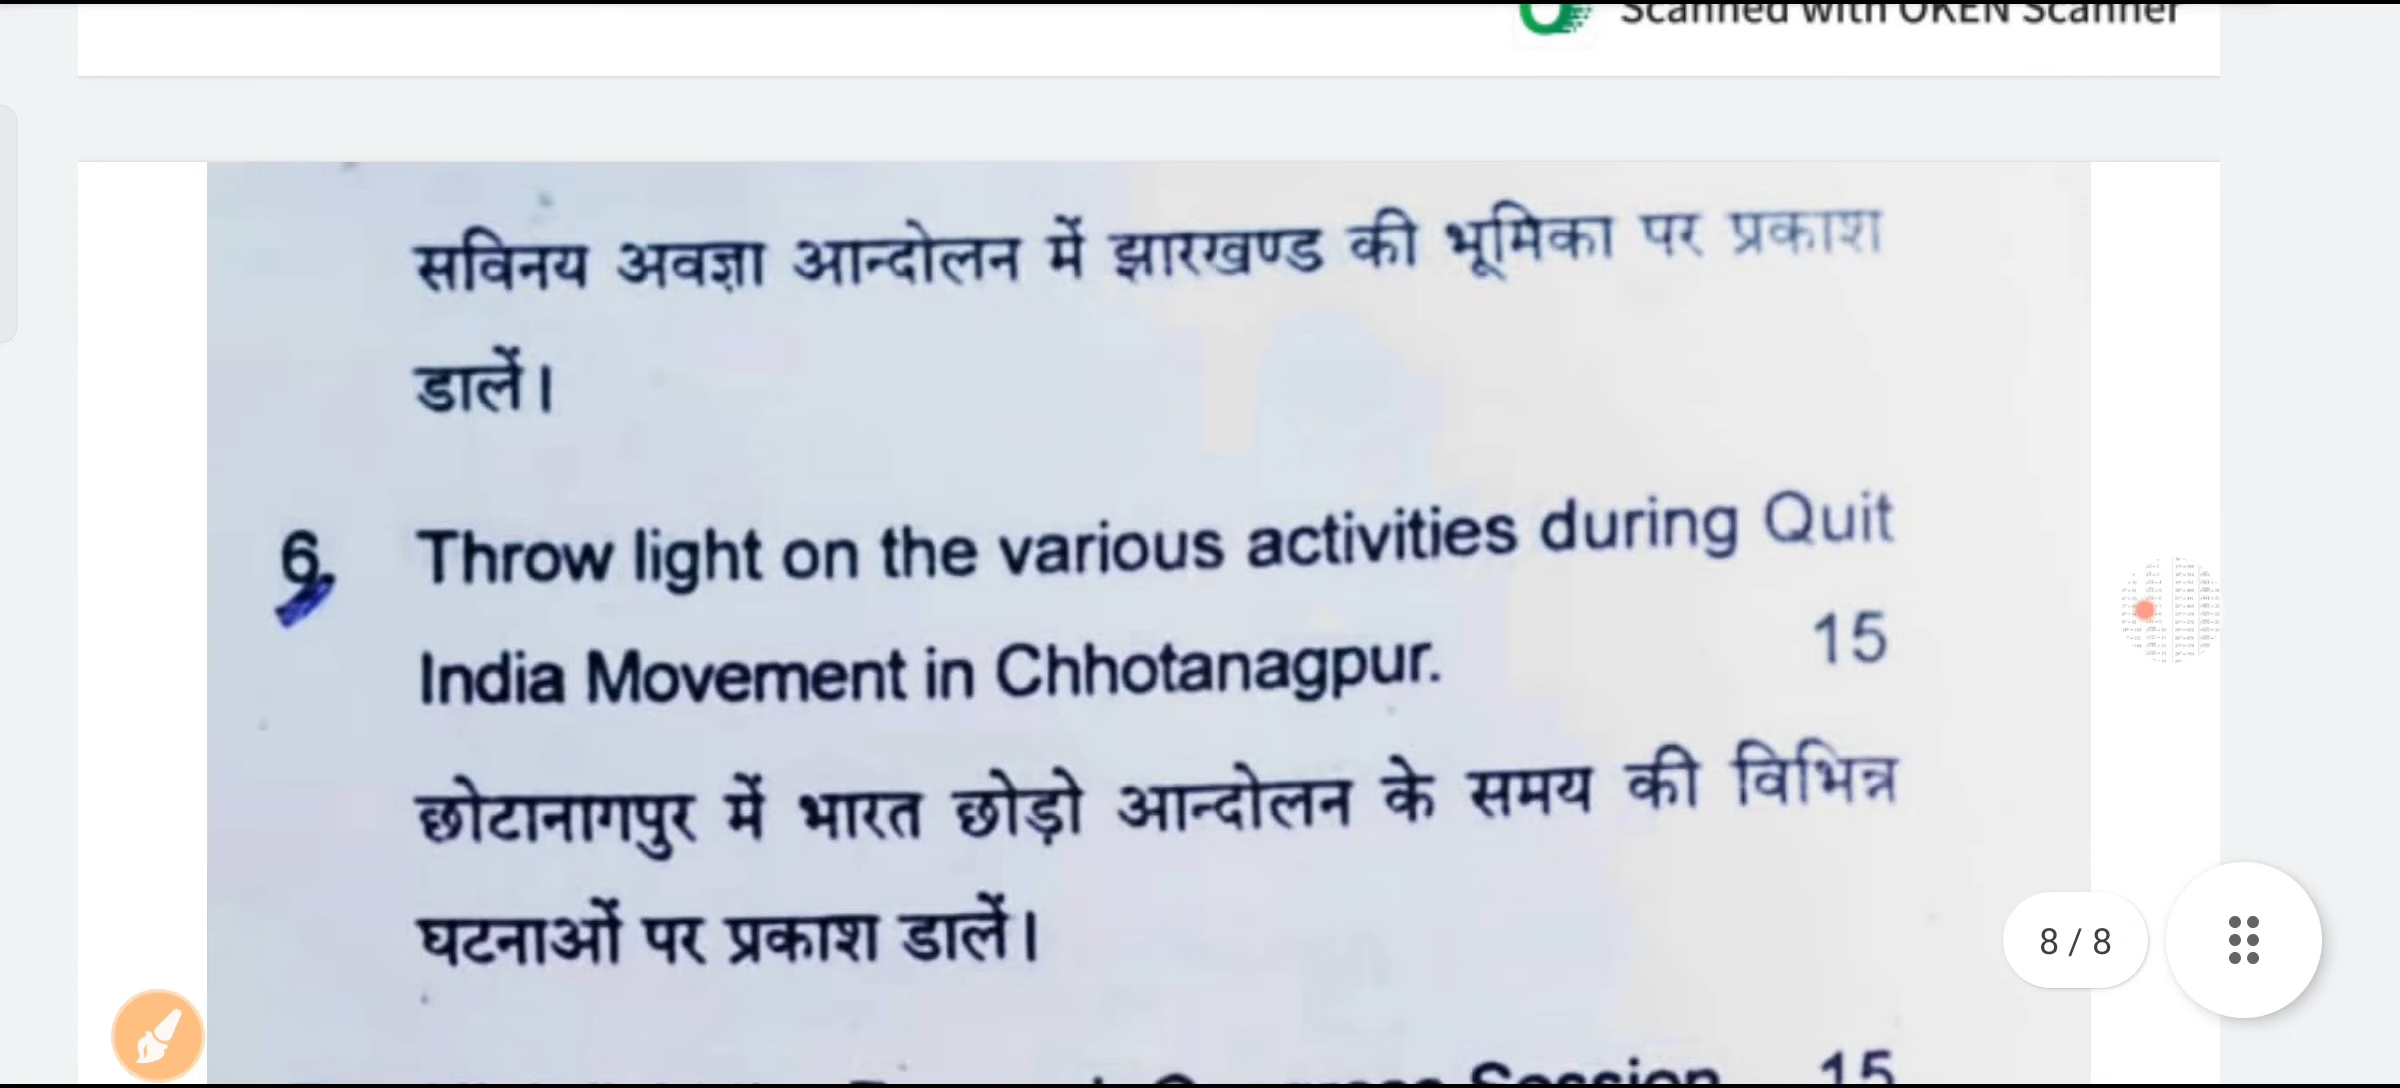 Scanned with OKEN Scanner
सविनय अवज्ञा आन्दोलन में झारखण्ड की भूमिका पर प्रकाश
डालें।
6. Throw light on the various activities during Quit
India Movement in Chhotanagpur. 15
छोटानागपुर में भारत छोड़ो आन्दोलन के समय की विभिन्न
घटनाओं पर प्रकाश डालें।
8 / 8
Session 15